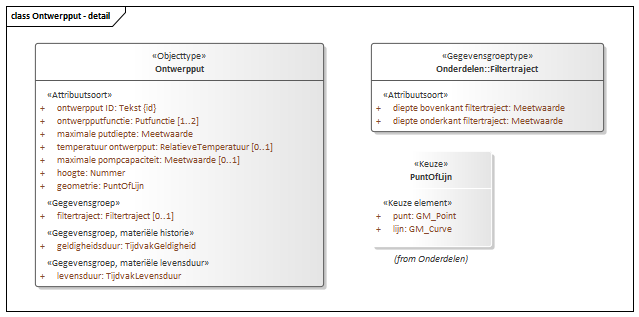 class Ontwerpput - detail
«Objecttype»
Ontwerpput
«Attribuutsoort»
+ ontwerpput ID: Tekst {id}
+ ontwerpputfunctie: Putfunctie [1..2]
+ maximale putdiepte: Meetwaarde
+ temperatuur ontwerpput: RelatieveTemperatuur [0..1]
+ maximale pompcapaciteit: Meetwaarde [0..1]
+ hoogte: Nummer
+ geometrie: PuntOfLijn
«Gegevensgroep»
+ filtertraject: Filtertraject [0..1]
«Gegevensgroep, materiële historie»
+ geldigheidsduur: TijdvakGeldigheid
«Gegevensgroep, materiële levensduur»
+ levensduur: TijdvakLevensduur
«Gegevensgroeptype»
Onderdelen::Filtertraject
«Attribuutsoort»
+ diepte bovenkant filtertraject: Meetwaarde
+ diepte onderkant filtertraject: Meetwaarde
«Keuze»
PuntOfLijn
«Keuze element»
+ punt: GM_Point
+ lijn: GM_Curve
(from Onderdelen)